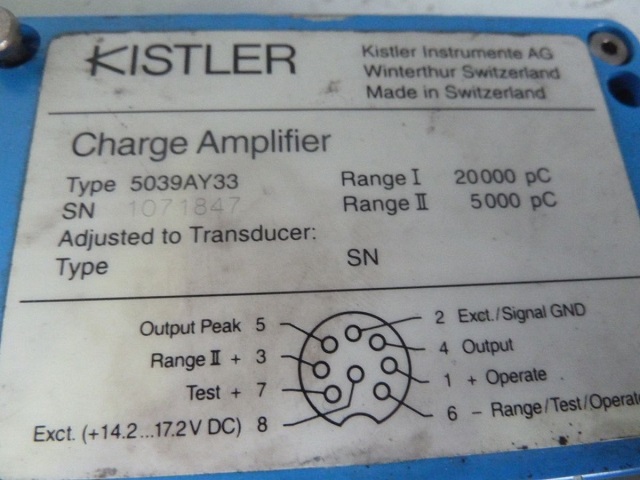 KISTLER
Kistler Instrumente AG
Winterthur Switzerland
Made in Switzerland
Charge Amplifier
Type 5039AY33
SN 1071847
Range I 20000 pC
Range II 5000 pC
Adjusted to Transducer:
Type
SN
Output Peak 5
Range II + 3
Test + 7
Exct. (+14.2...17.2 V DC) 8
2 Exct./Signal GND
4 Output
1 + Operate
6 - Range/Test/Operate